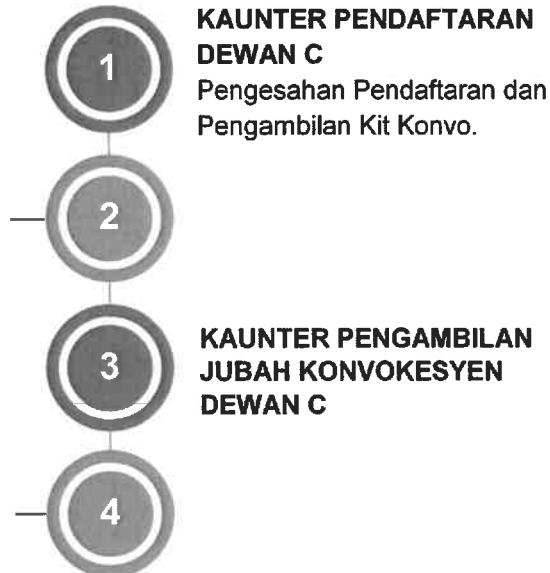 1
KAUNTER PENDAFTARAN
DEWAN C
Pengesahan Pendaftaran dan
Pengambilan Kit Konvo.
2
3
KAUNTER PENGAMBILAN
JUBAH KONVOKESYEN
DEWAN C
4